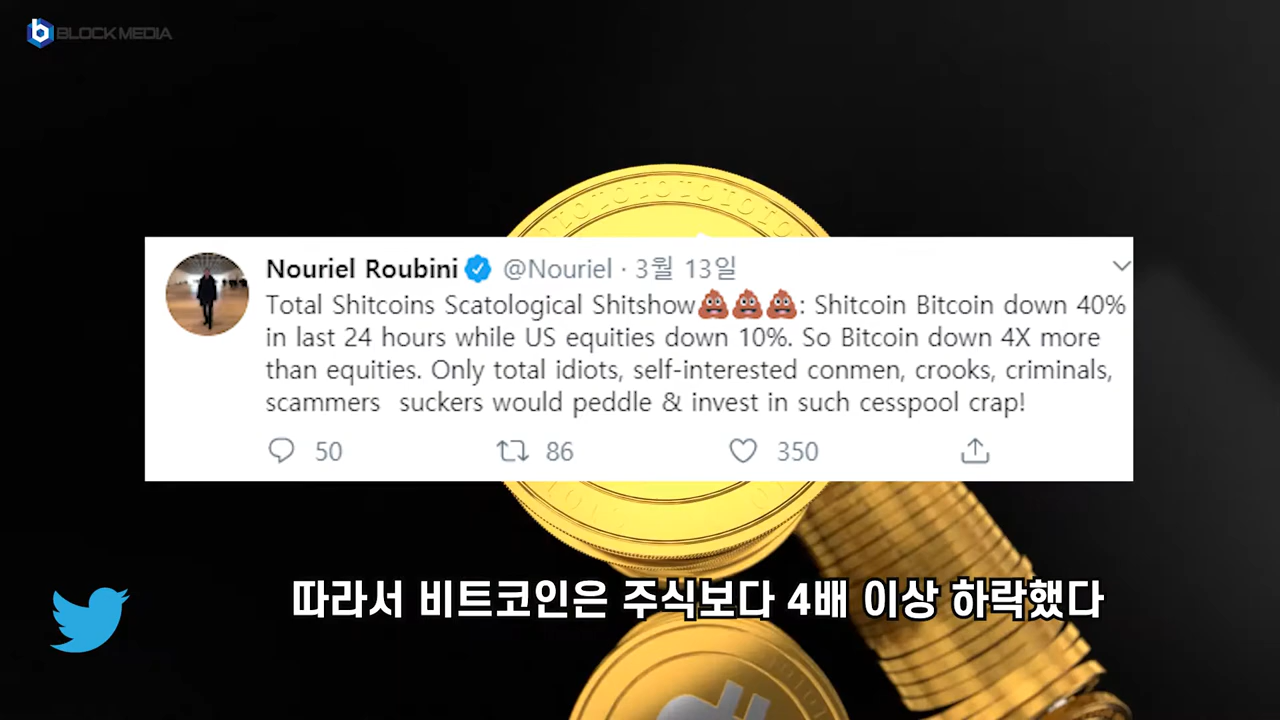 BLOCKMEDIA
Nouriel Roubini @Nouriel · 3월 13일
Total Shitcoins Scatological Shitshow💩💩💩: Shitcoin Bitcoin down 40%
in last 24 hours while US equities down 10%. So Bitcoin down 4X more
than equities. Only total idiots, self-interested conmen, crooks, criminals,
scammers suckers would peddle & invest in such cesspool crap!
50 86 350
따라서 비트코인은 주식보다 4배 이상 하락했다